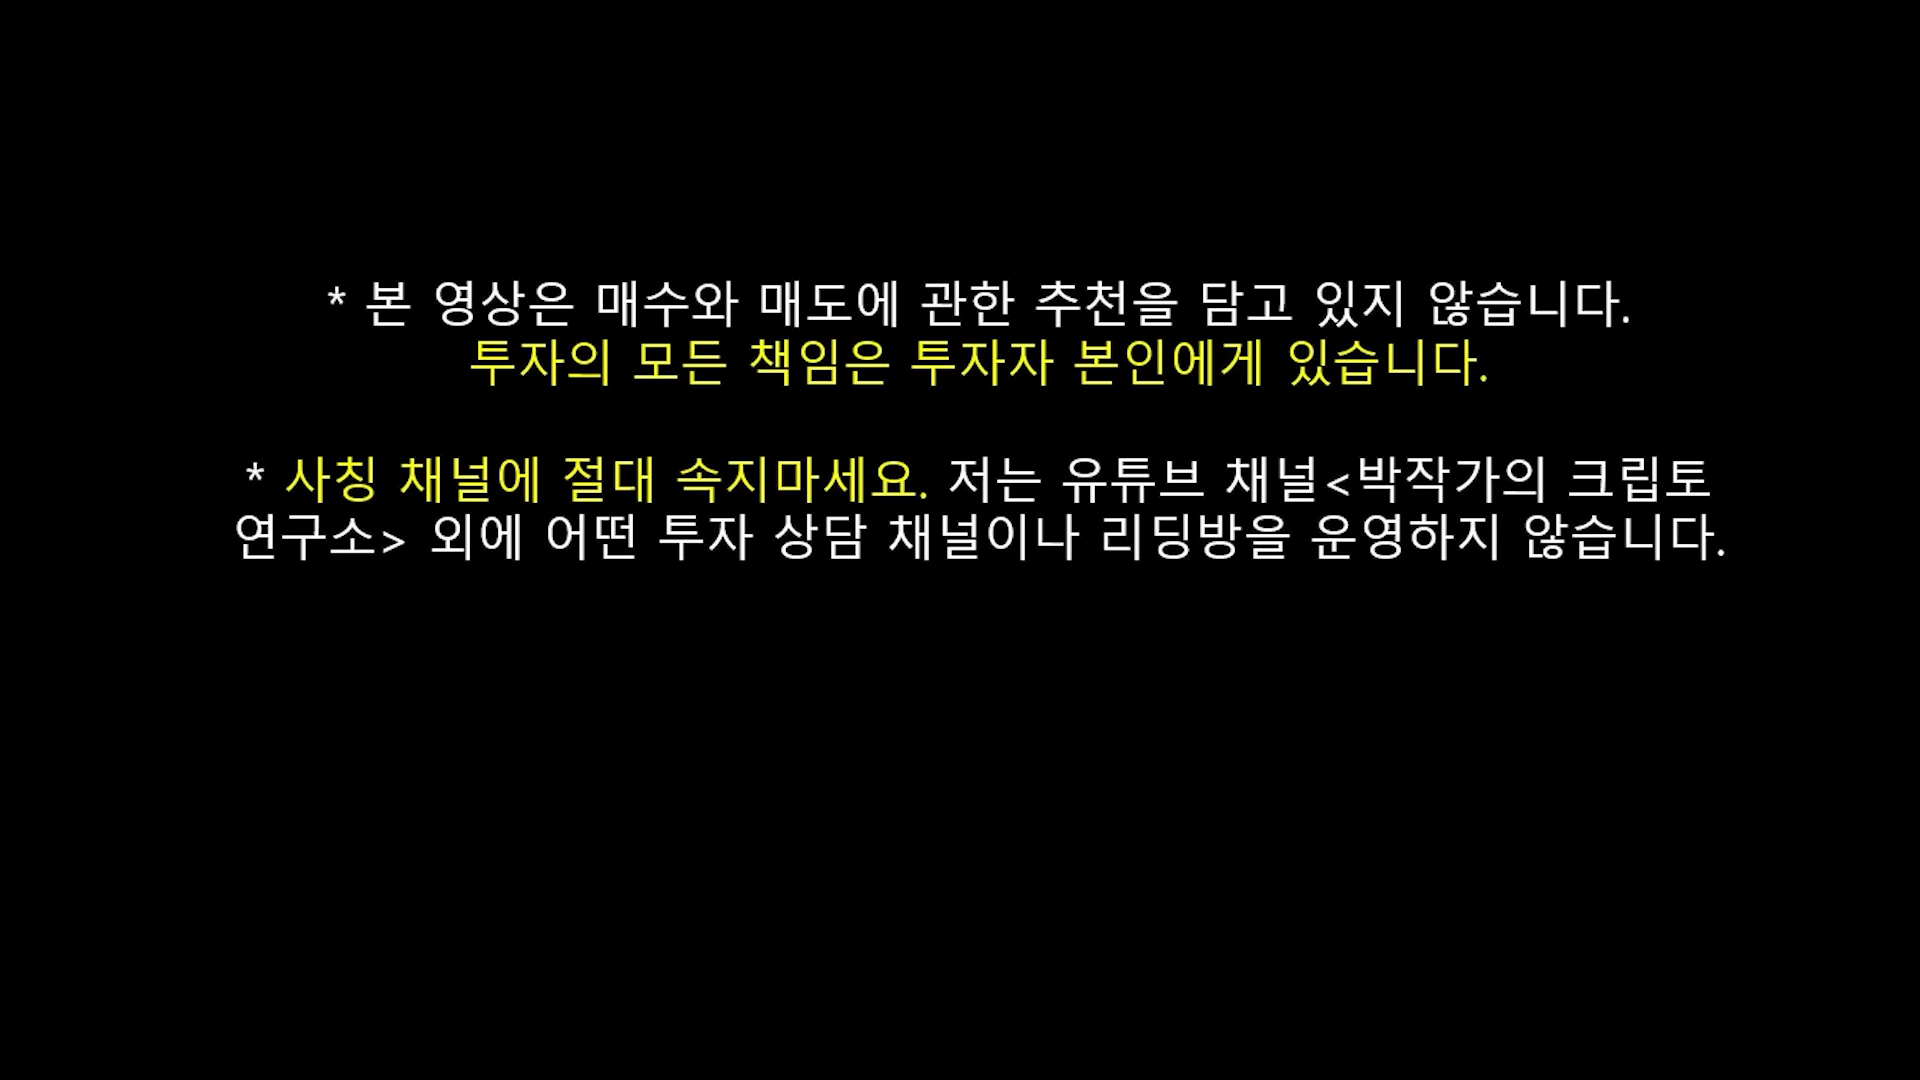 * 본 영상은 매수와 매도에 관한 추천을 담고 있지 않습니다.
투자의 모든 책임은 투자자 본인에게 있습니다.
* 사칭 채널에 절대 속지마세요. 저는 유튜브 채널<박작가의 크립토
연구소> 외에 어떤 투자 상담 채널이나 리딩방을 운영하지 않습니다.